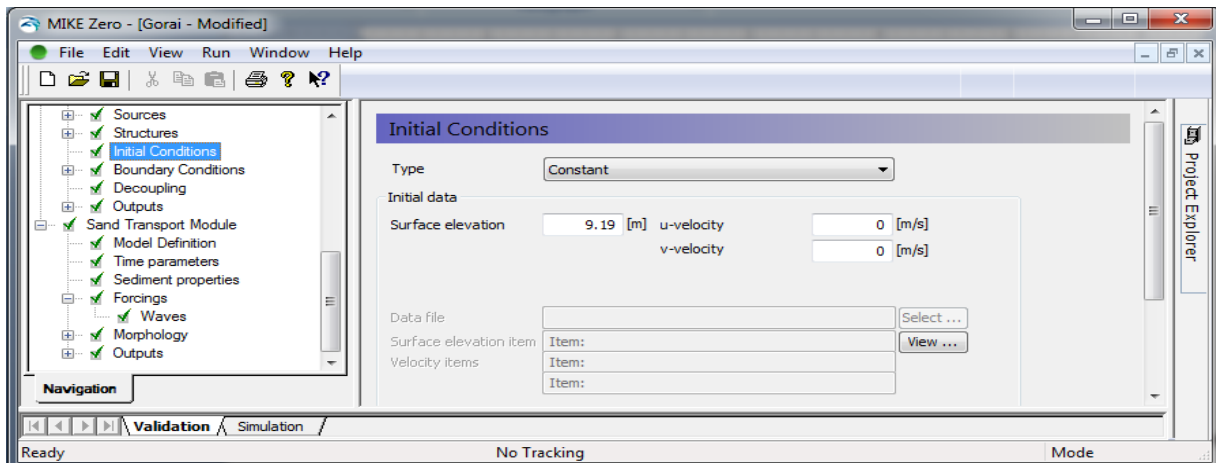 MIKE Zero - [Gorai - Modified]
File Edit View Run Window Help
Sources
Structures
Initial Conditions
Boundary Conditions
Decoupling
Outputs
Sand Transport Module
Model Definition
Time parameters
Sediment properties
Forcings
Waves
Morphology
Outputs
Navigation
Initial Conditions
Type Constant
Initial data
Surface elevation 9.19 [m] u-velocity 0 [m/s]
v-velocity 0 [m/s]
Data file Select ...
Surface elevation item Item: View ...
Velocity items Item:
Item:
Project Explorer
Validation Simulation
Ready No Tracking Mode